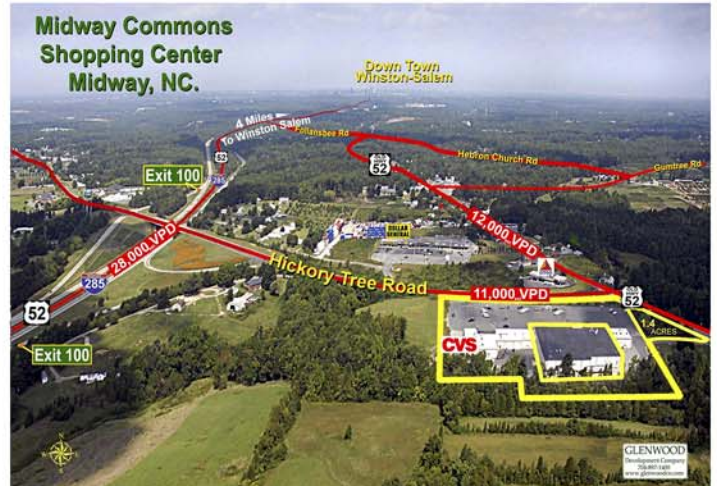 Midway Commons
Shopping Center
Midway, NC.
Down Town
Winston-Salem
4 Miles
To Winston Salem
Follansbee Rd
52
285
Exit 100
52
Hebron Church Rd
Gumtree Rd
DOLLAR
GENERAL
12,000 VPD
28,000 VPD
Hickory Tree Road
11,000 VPD
285
52
52
1.4
ACRES
Exit 100
CVS
GLENWOOD
Development Company